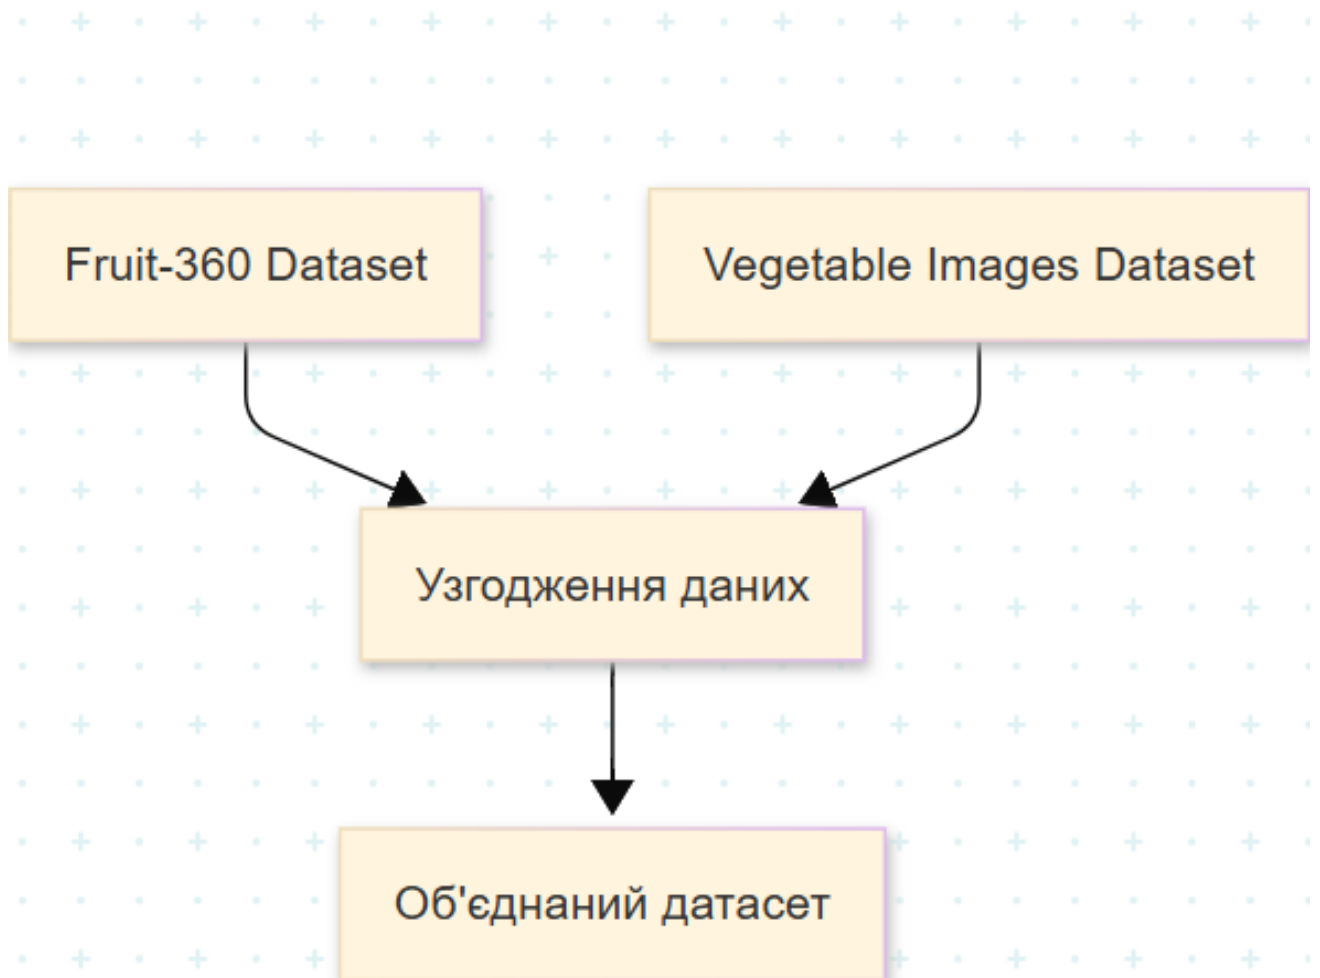 Fruit-360 Dataset
Vegetable Images Dataset
Узгодження даних
Об'єднаний датасет